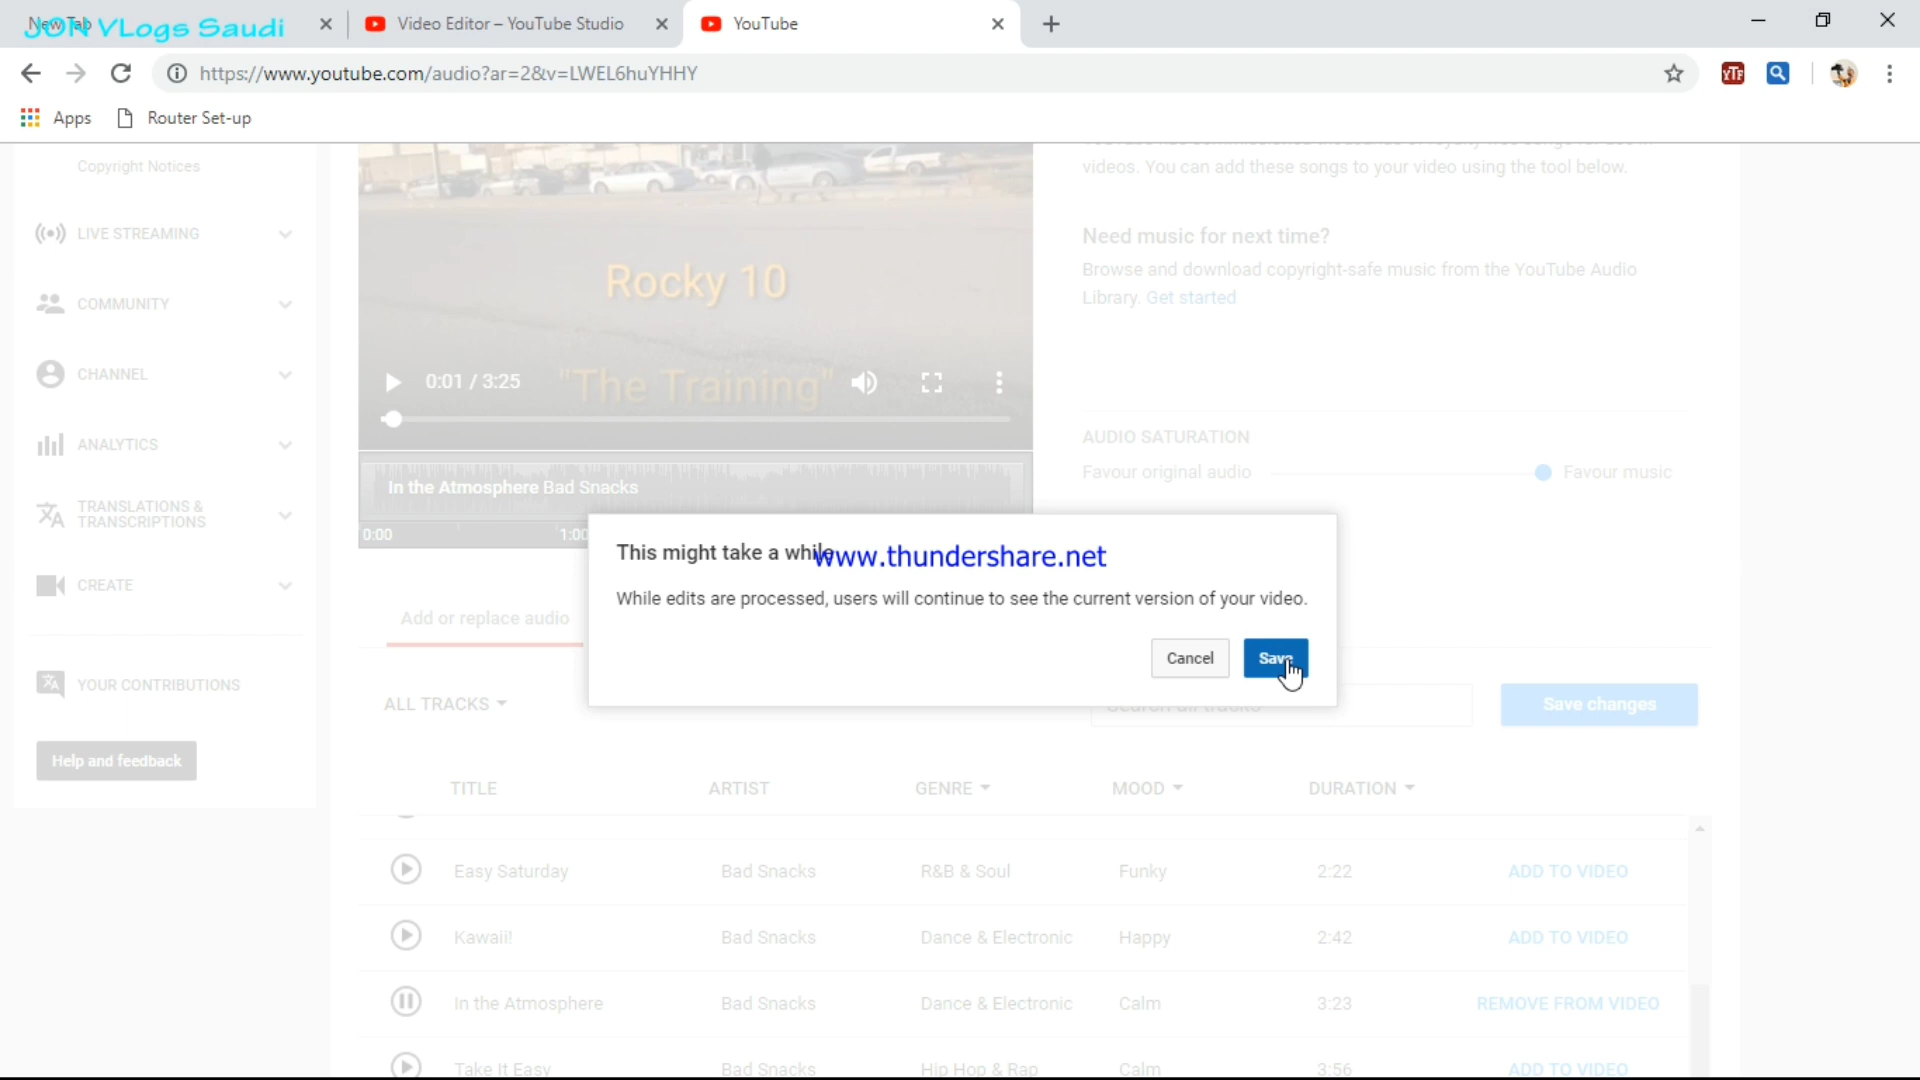 New Tab
JON VLogs Saudi
Video Editor – YouTube Studio
YouTube
https://www.youtube.com/audio?ar=2&v=LWEL6huYHHY
YTF
Apps
Router Set-up
Copyright Notices
LIVE STREAMING
COMMUNITY
CHANNEL
ANALYTICS
TRANSLATIONS &
TRANSCRIPTIONS
CREATE
YOUR CONTRIBUTIONS
Help and feedback
Rocky 10
"The Training"
0:01 / 3:25
In the Atmosphere Bad Snacks
0:00
1:00
videos. You can add these songs to your video using the tool below.
Need music for next time?
Browse and download copyright-safe music from the YouTube Audio
Library. Get started
AUDIO SATURATION
Favour original audio
Favour music
This might take a while
www.thundershare.net
While edits are processed, users will continue to see the current version of your video.
Cancel
Save
Add or replace audio
ALL TRACKS
Search all tracks
Save changes
TITLE ARTIST GENRE MOOD DURATION
Easy Saturday Bad Snacks R&B & Soul Funky 2:22 ADD TO VIDEO
Kawaii! Bad Snacks Dance & Electronic Happy 2:42 ADD TO VIDEO
In the Atmosphere Bad Snacks Dance & Electronic Calm 3:23 REMOVE FROM VIDEO
Take It Easy Bad Snacks Hip Hop & Rap Calm 3:56 ADD TO VIDEO